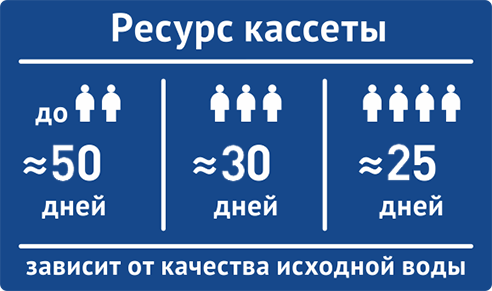 Ресурс кассеты
до
≈50 ≈30 ≈25
дней дней дней
зависит от качества исходной воды